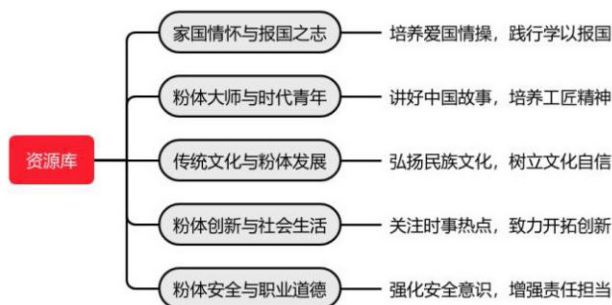 资源库
家国情怀与报国之志 培养爱国情操，践行学以报国
粉体大师与时代青年 讲好中国故事，培养工匠精神
传统文化与粉体发展 弘扬民族文化，树立文化自信
粉体创新与社会生活 关注时事热点，致力开拓创新
粉体安全与职业道德 强化安全意识，增强责任担当